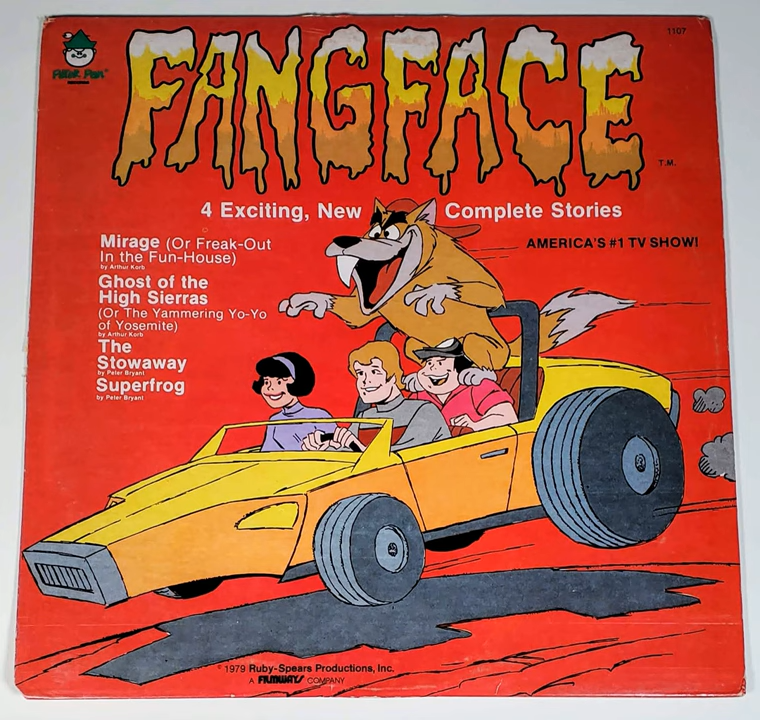 1107
Peter Pan®
FANGFACE
T.M.
4 Exciting, New Complete Stories
AMERICA'S #1 TV SHOW!
Mirage (Or Freak-Out
In the Fun-House)
by Arthur Korb
Ghost of the
High Sierras
(Or The Yammering Yo-Yo
of Yosemite)
by Arthur Korb
The
Stowaway
by Peter Bryant
Superfrog
by Peter Bryant
© 1979 Ruby-Spears Productions, Inc.
A FILMWAYS COMPANY